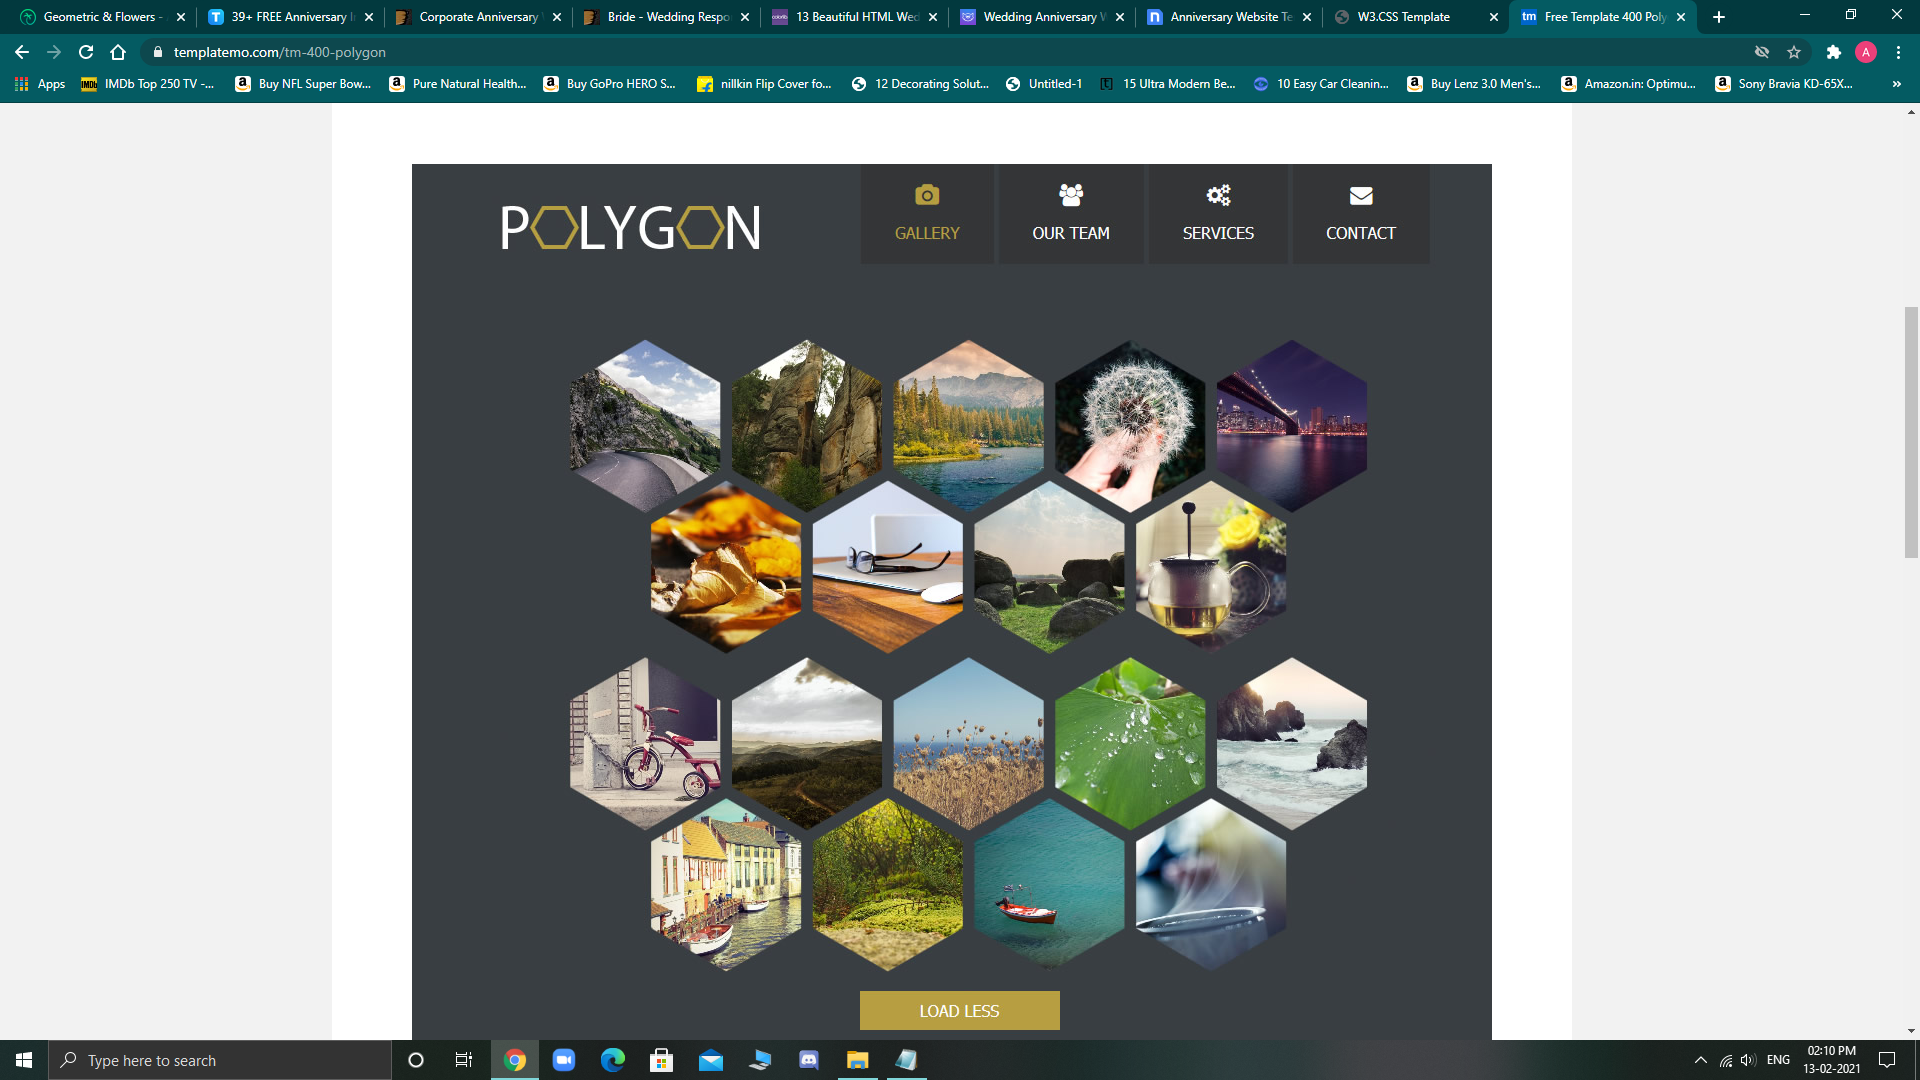 Geometric & Flowers -
39+ FREE Anniversary I
Corporate Anniversary
Bride - Wedding Respo
13 Beautiful HTML Wed
Wedding Anniversary W
Anniversary Website Te
W3.CSS Template
tm Free Template 400 Poly
templatemo.com/tm-400-polygon
A
Apps
IMDb Top 250 TV -...
Buy NFL Super Bow...
Pure Natural Health...
Buy GoPro HERO S...
nillkin Flip Cover fo...
12 Decorating Solut...
Untitled-1
15 Ultra Modern Be...
10 Easy Car Cleanin...
Buy Lenz 3.0 Men's...
Amazon.in: Optimu...
Sony Bravia KD-65X...
POLYGON
GALLERY
OUR TEAM
SERVICES
CONTACT
LOAD LESS
Type here to search
ENG
02:10 PM
13-02-2021